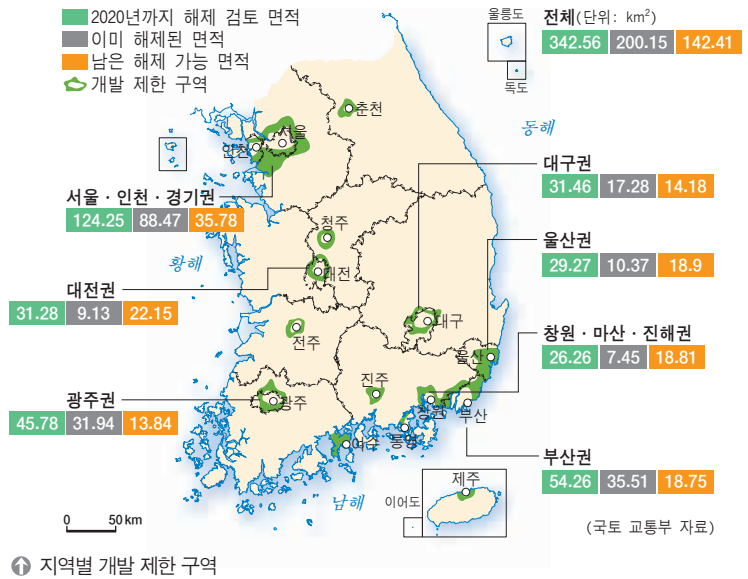 2020년까지 해제 검토 면적
이미 해제된 면적
남은 해제 가능 면적
개발 제한 구역
울릉도
독도
전체(단위: km²)
342.56 200.15 142.41
춘천
서울
인천
동해
서울·인천·경기권
124.25 88.47 35.78
대구권
31.46 17.28 14.18
청주
울산권
29.27 10.37 18.9
황해
대전
대전권
31.28 9.13 22.15
전주
대구
울산
창원·마산·진해권
26.26 7.45 18.81
광주권
45.78 31.94 13.84
광주
진주
창원
부산
여수
통영
부산권
54.26 35.51 18.75
제주
이어도
남해
0 50 km
(국토 교통부 자료)
지역별 개발 제한 구역